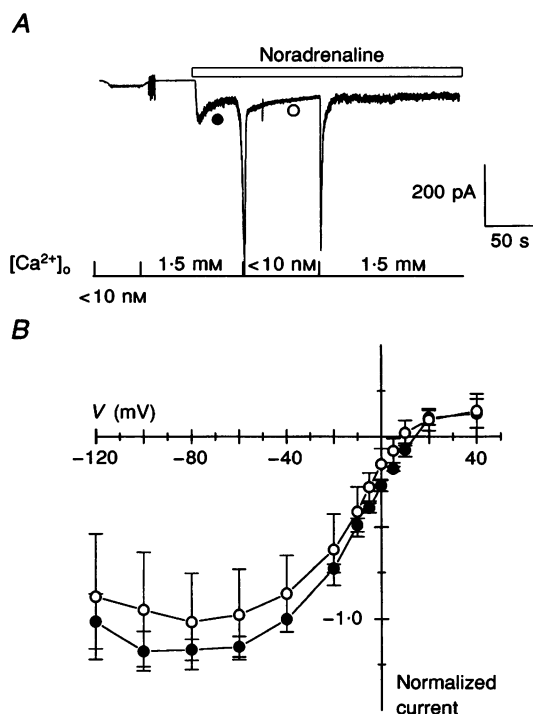 A
Noradrenaline
200 pA
50 s
[Ca²⁺]ₒ
1·5 mM
<10 nM
1·5 mM
<10 nM
B
V (mV)
−120
−80
−40
40
−1.0
Normalized
current